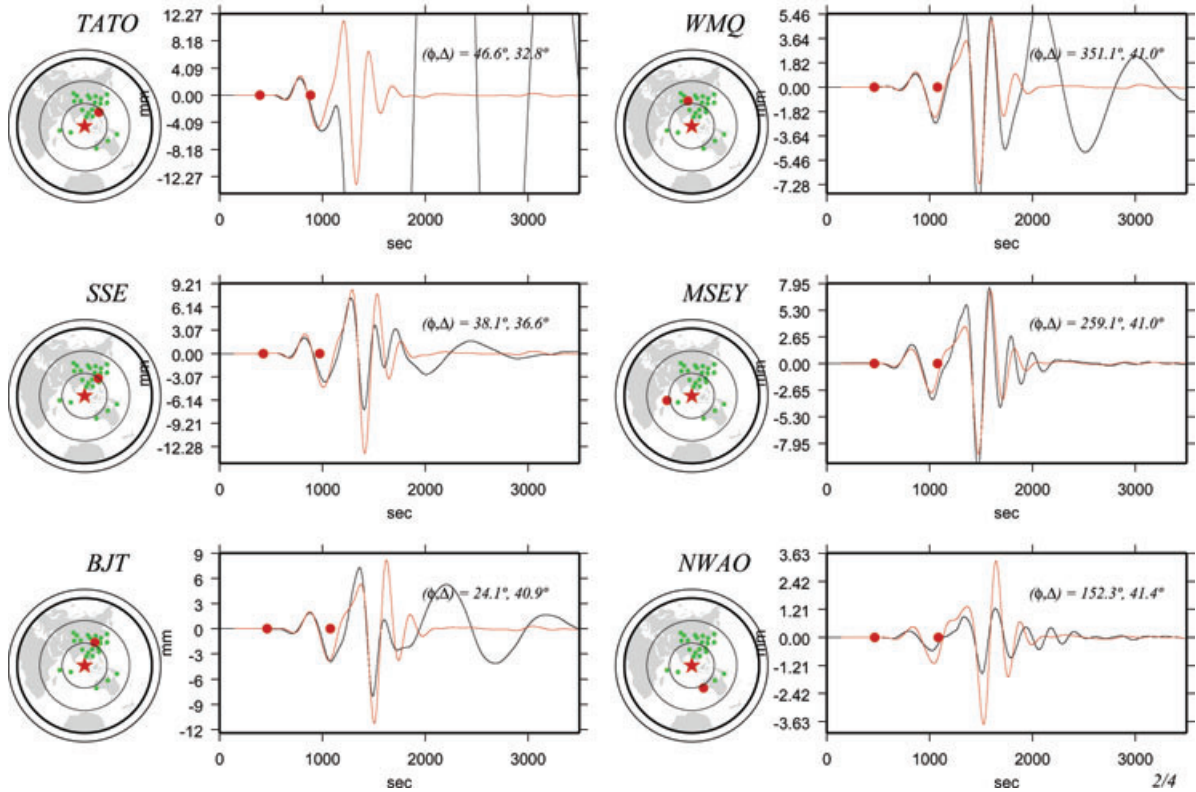 TATO
12.27
8.18
4.09
0.00
-4.09
-8.18
-12.27
mm
(ϕ,Δ) = 46.6°, 32.8°
0 1000 2000 3000
sec
WMQ
5.46
3.64
1.82
0.00
-1.82
-3.64
-5.46
-7.28
mm
(ϕ,Δ) = 351.1°, 41.0°
0 1000 2000 3000
sec
SSE
9.21
6.14
3.07
0.00
-3.07
-6.14
-9.21
-12.28
mm
(ϕ,Δ) = 38.1°, 36.6°
0 1000 2000 3000
sec
MSEY
7.95
5.30
2.65
0.00
-2.65
-5.30
-7.95
mm
(ϕ,Δ) = 259.1°, 41.0°
0 1000 2000 3000
sec
BJT
9
6
3
0
-3
-6
-9
-12
mm
(ϕ,Δ) = 24.1°, 40.9°
0 1000 2000 3000
sec
NWAO
3.63
2.42
1.21
0.00
-1.21
-2.42
-3.63
mm
(ϕ,Δ) = 152.3°, 41.4°
0 1000 2000 3000
sec
2/4